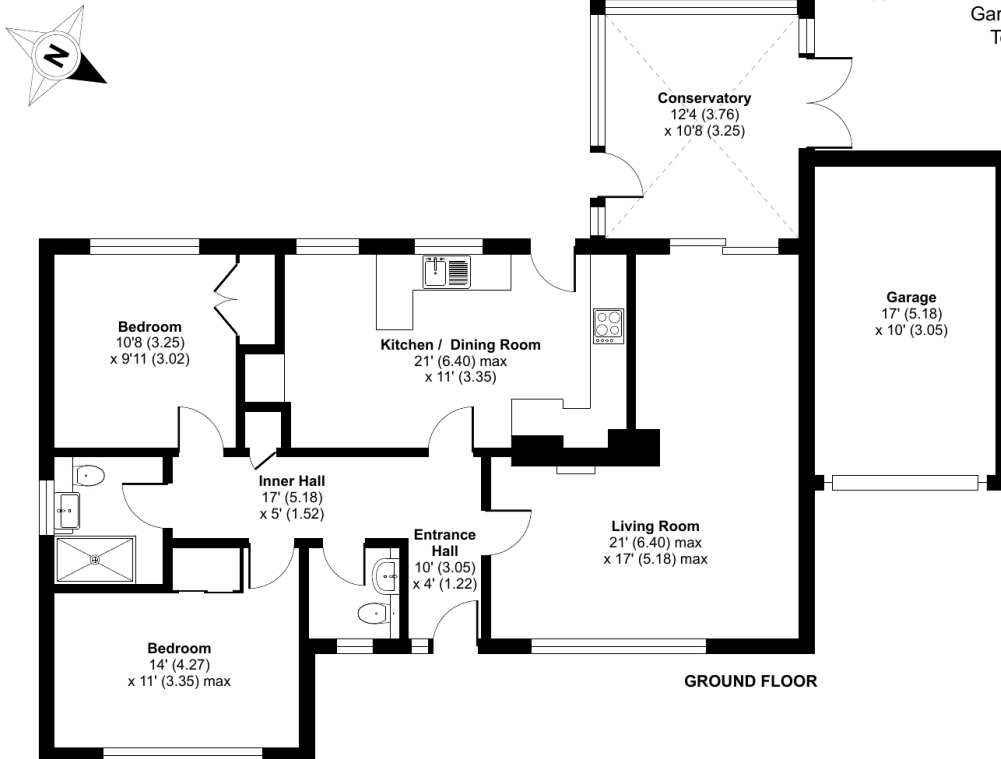 N
Gar
T
Conservatory
12'4 (3.76)
x 10'8 (3.25)
Bedroom
10'8 (3.25)
x 9'11 (3.02)
Kitchen / Dining Room
21' (6.40) max
x 11' (3.35)
Garage
17' (5.18)
x 10' (3.05)
Inner Hall
17' (5.18)
x 5' (1.52)
Entrance
Hall
10' (3.05)
x 4' (1.22)
Living Room
21' (6.40) max
x 17' (5.18) max
Bedroom
14' (4.27)
x 11' (3.35) max
GROUND FLOOR